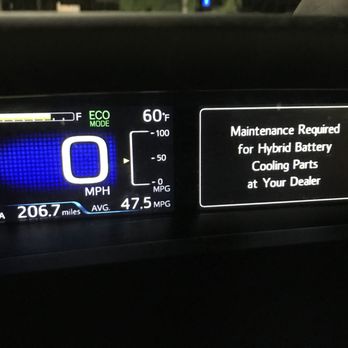 F ECO
MODE
60°F
100
50
0
MPG
0
MPH
A 206.7 miles
AVG. 47.5 MPG
Maintenance Required
for Hybrid Battery
Cooling Parts
at Your Dealer